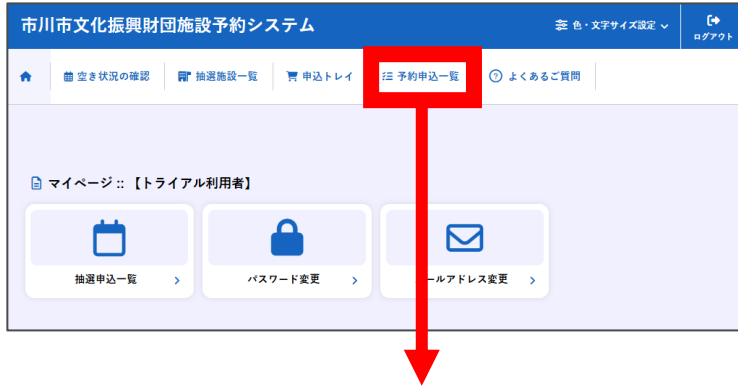 市川市文化振興財団施設予約システム
色・文字サイズ設定
ログアウト
空き状況の確認
抽選施設一覧
申込トレイ
予約申込一覧
よくあるご質問
マイページ :: 【トライアル利用者】
抽選申込一覧
パスワード変更
ールアドレス変更